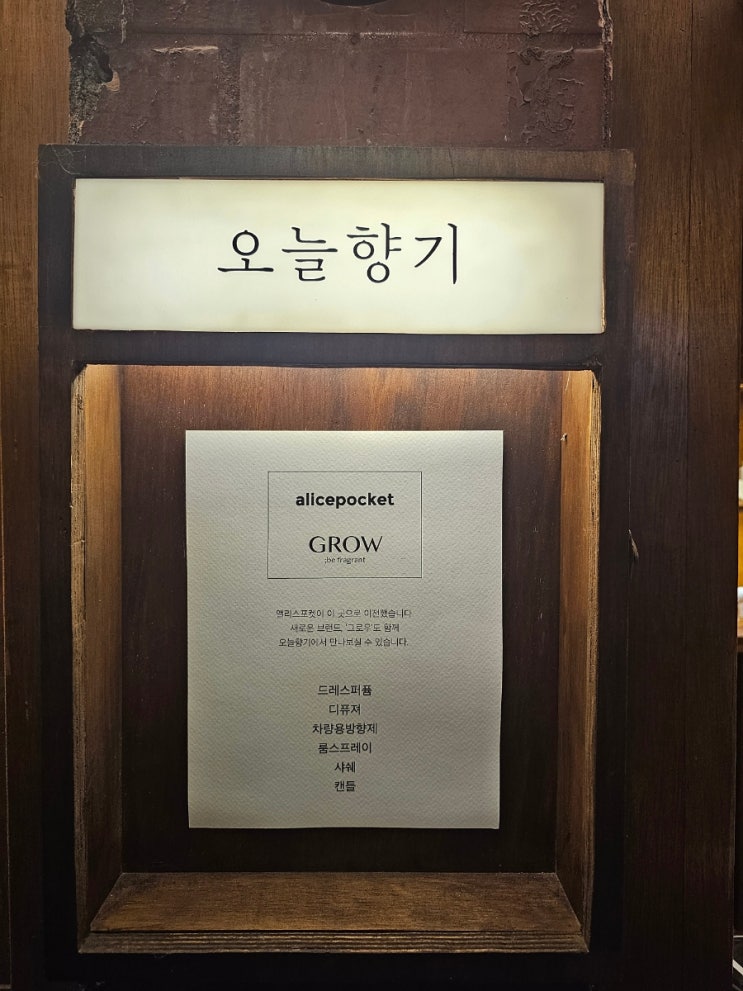 오늘향기
alicepocket
GROW
;be fragrant
앨리스포켓이 이 곳으로 이전했습니다
새로운 브랜드, '그로우'도 함께
오늘향기에서 만나보실 수 있습니다.
드레스퍼퓸
디퓨져
차량용방향제
룸스프레이
샤쉐
캔들